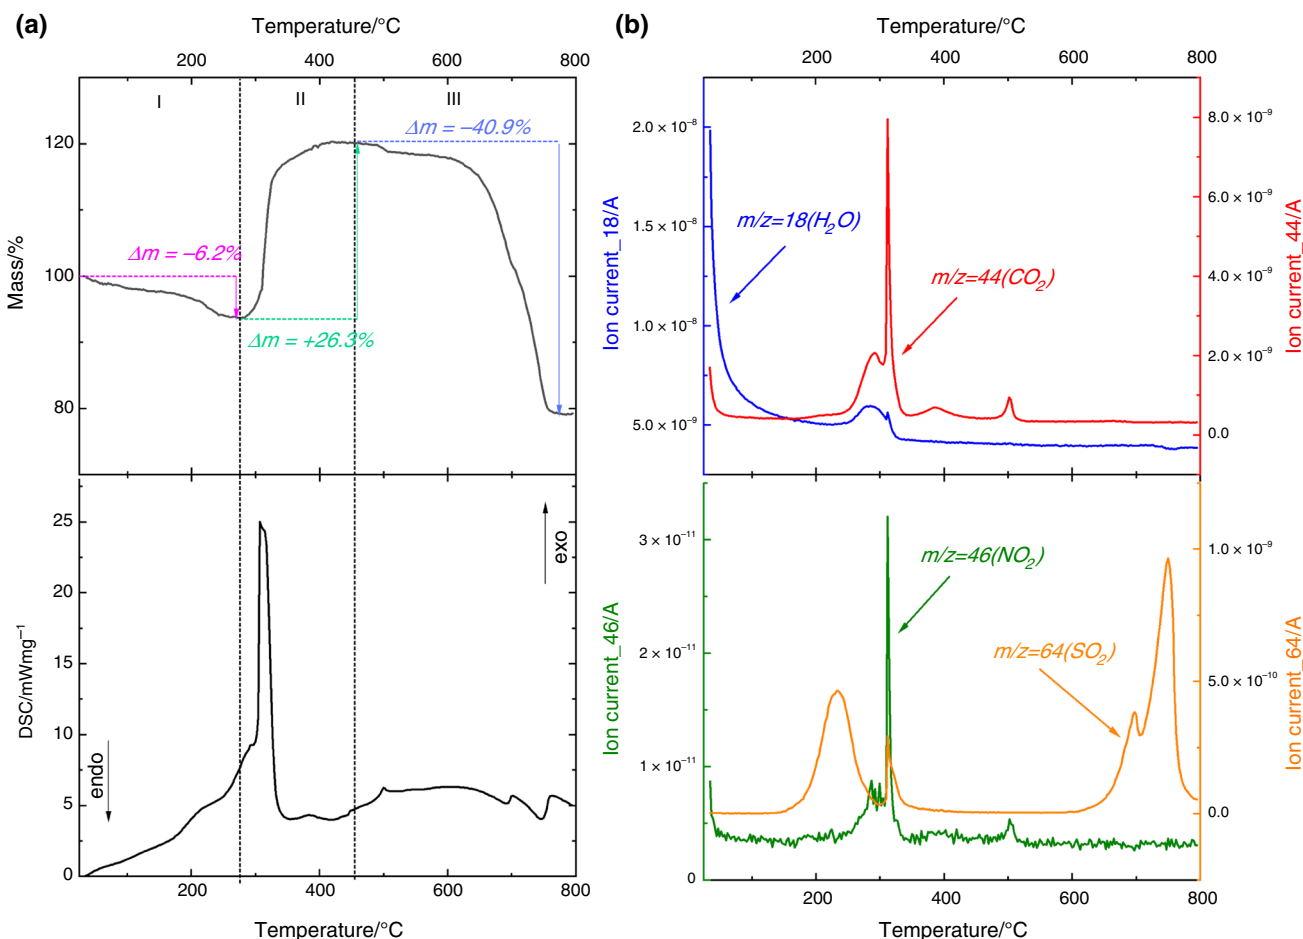 (a)
Temperature/°C
200 400 600 800
I II III
Δm = –40.9%
Δm = –6.2%
Δm = +26.3%
120
100
80
Mass/%
25
20
15
10
5
0
DSC/mWmg⁻¹
endo
exo
200 400 600 800
Temperature/°C
(b)
Temperature/°C
200 400 600 800
2.0 × 10⁻⁸
1.5 × 10⁻⁸
1.0 × 10⁻⁸
5.0 × 10⁻⁹
Ion current_18/A
m/z=18(H₂O)
m/z=44(CO₂)
8.0 × 10⁻⁹
6.0 × 10⁻⁹
4.0 × 10⁻⁹
2.0 × 10⁻⁹
0.0
Ion current_44/A
3 × 10⁻¹¹
2 × 10⁻¹¹
1 × 10⁻¹¹
0
Ion current_46/A
m/z=46(NO₂)
m/z=64(SO₂)
1.0 × 10⁻⁹
5.0 × 10⁻¹⁰
0.0
Ion current_64/A
200 400 600 800
Temperature/°C